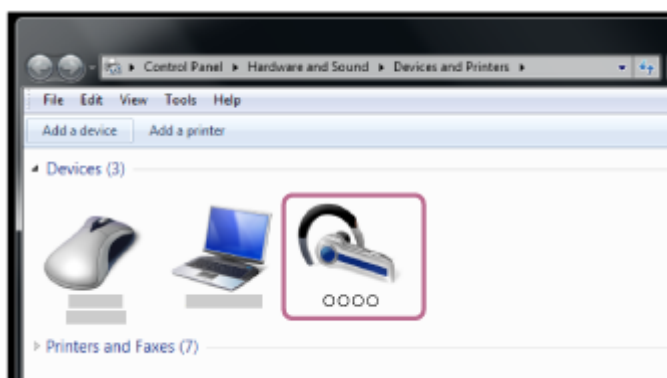 Control Panel ▸ Hardware and Sound ▸ Devices and Printers ▸
File Edit View Tools Help
Add a device Add a printer
Devices (3)
○○○○
Printers and Faxes (7)